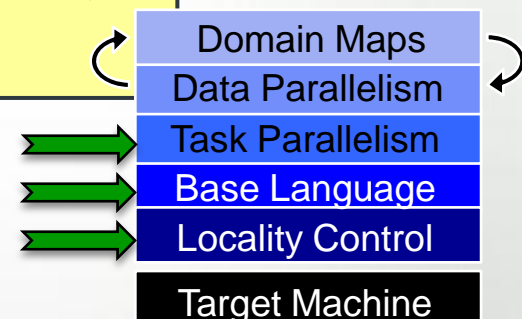 Domain Maps
Data Parallelism
Task Parallelism
Base Language
Locality Control
Target Machine